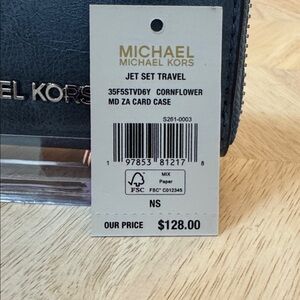 MICHAEL
MICHAEL KORS
JET SET TRAVEL
35F5STVD6Y CORNFLOWER
MD ZA CARD CASE
S261-0003
EL KORS
1 97853 81217 6
FSC
MIX
Paper
FSC® C012345
NS
OUR PRICE $128.00